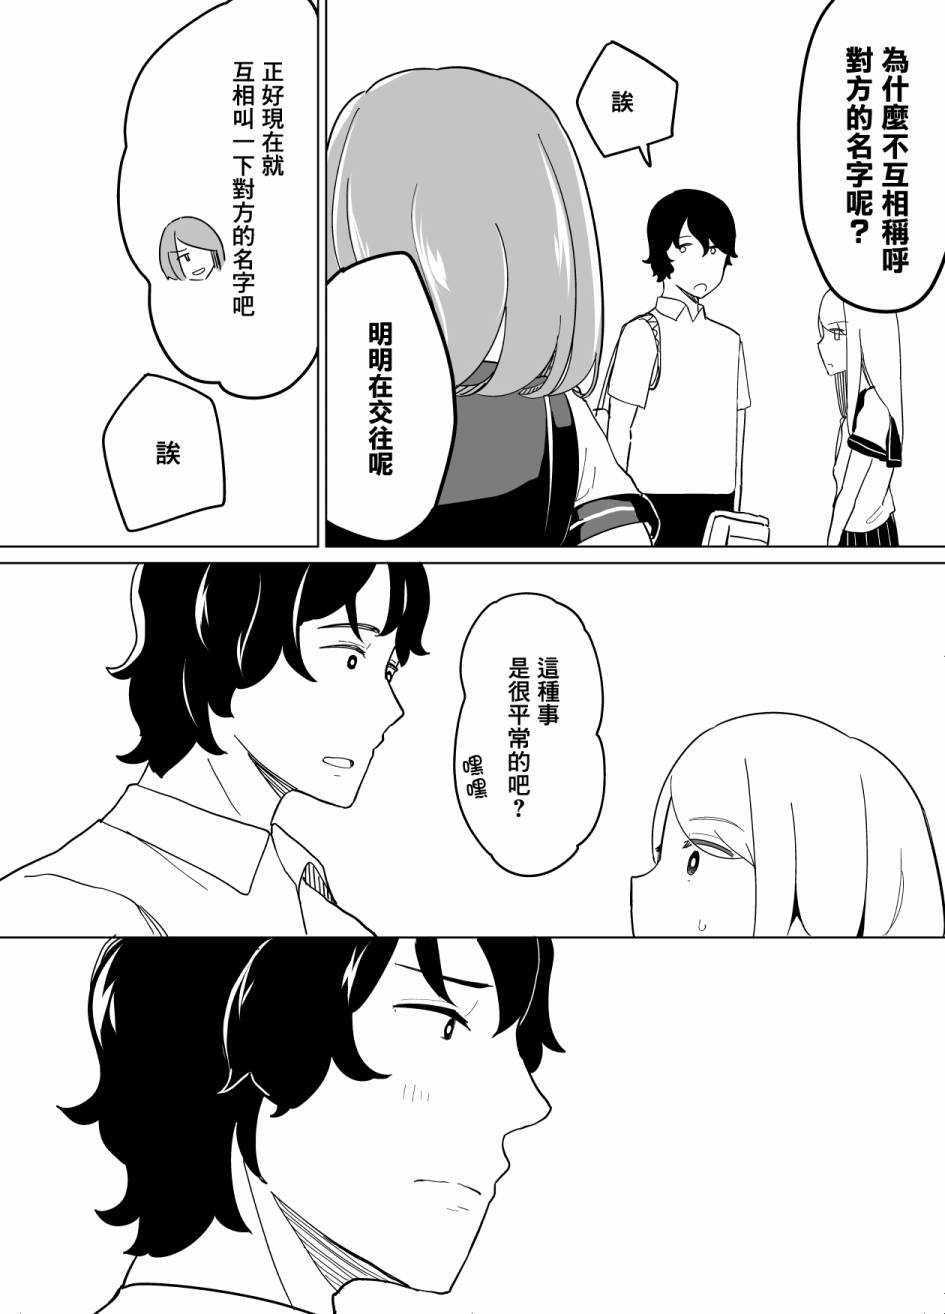 為什麼不互相稱呼
對方的名字呢？
誒
明明在交往呢
正好現在就
互相叫一下對方的名字吧
誒
這種事
是很平常的吧？
嘿嘿